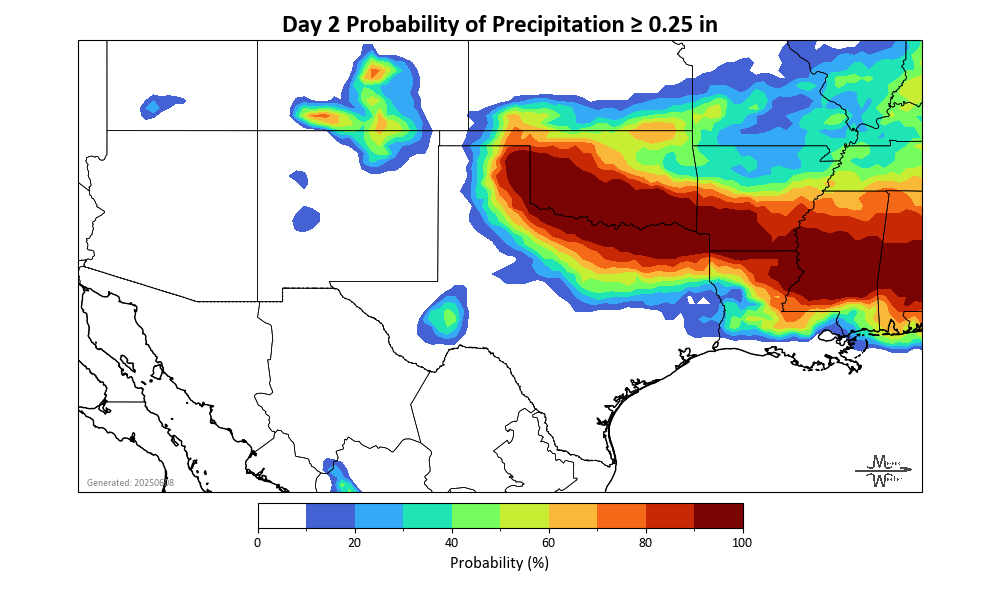 Day 2 Probability of Precipitation ≥ 0.25 in
Generated: 20250608
0 20 40 60 80 100
Probability (%)